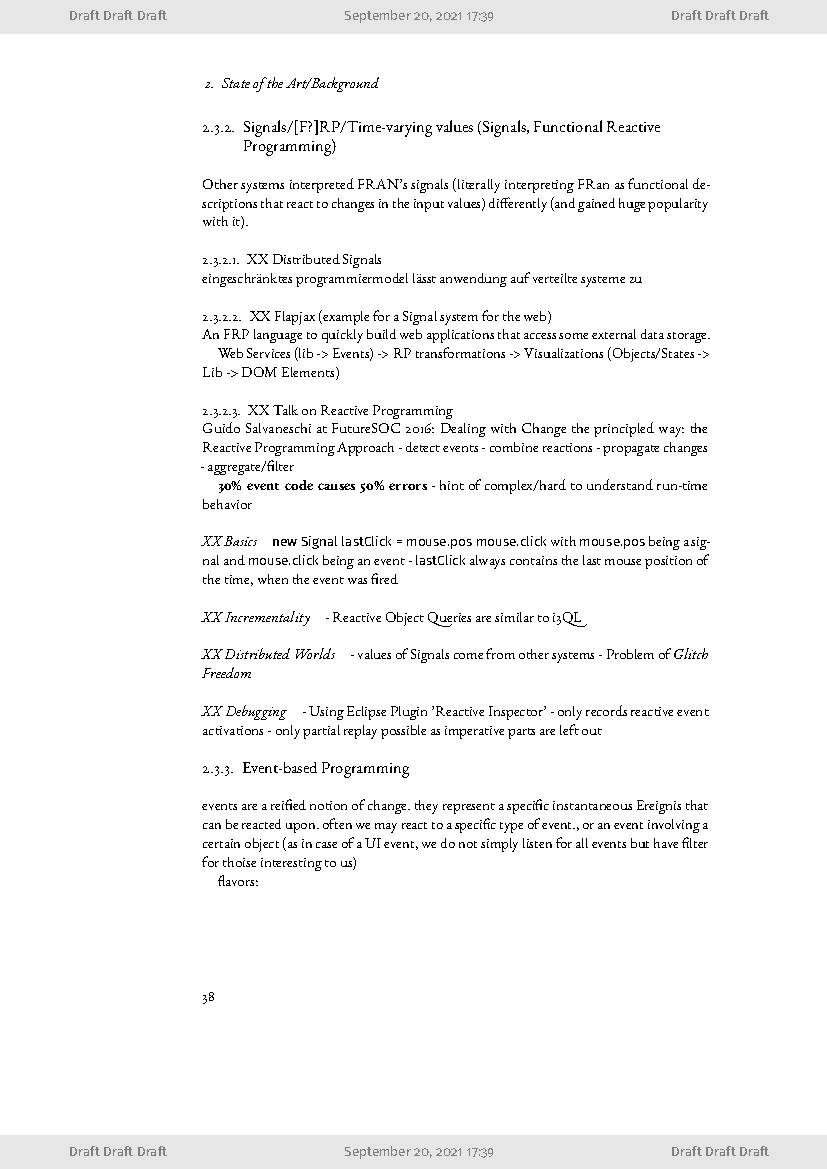 Draft Draft Draft September 20, 2021 17:39 Draft Draft Draft
2. State of the Art/Background
2.3.2. Signals/[F?]RP/Time-varying values (Signals, Functional Reactive
Programming)
Other systems interpreted FRAN's signals (literally interpreting FRan as functional de-
scriptions that react to changes in the input values) differently (and gained huge popularity
with it).
2.3.2.1. XX Distributed Signals
eingeschränktes programmiermodel lässt anwendung auf verteilte systeme zu
2.3.2.2. XX Flapjax (example for a Signal system for the web)
An FRP language to quickly build web applications that access some external data storage.
Web Services (lib -> Events) -> RP transformations -> Visualizations (Objects/States ->
Lib -> DOM Elements)
2.3.2.3. XX Talk on Reactive Programming
Guido Salvaneschi at FutureSOC 2016: Dealing with Change the principled way: the
Reactive Programming Approach - detect events - combine reactions - propagate changes
- aggregate/filter
30% event code causes 50% errors - hint of complex/hard to understand run-time
behavior
XX Basics new Signal lastClick = mouse.pos mouse.click with mouse.pos being a sig-
nal and mouse.click being an event - lastClick always contains the last mouse position of
the time, when the event was fired
XX Incrementality - Reactive Object Queries are similar to i3QL
XX Distributed Worlds - values of Signals come from other systems - Problem of Glitch
Freedom
XX Debugging - Using Eclipse Plugin 'Reactive Inspector' - only records reactive event
activations - only partial replay possible as imperative parts are left out
2.3.3. Event-based Programming
events are a reified notion of change. they represent a specific instantaneous Ereignis that
can be reacted upon. often we may react to a specific type of event., or an event involving a
certain object (as in case of a UI event, we do not simply listen for all events but have filter
for thoise interesting to us)
flavors:
38
Draft Draft Draft September 20, 2021 17:39 Draft Draft Draft